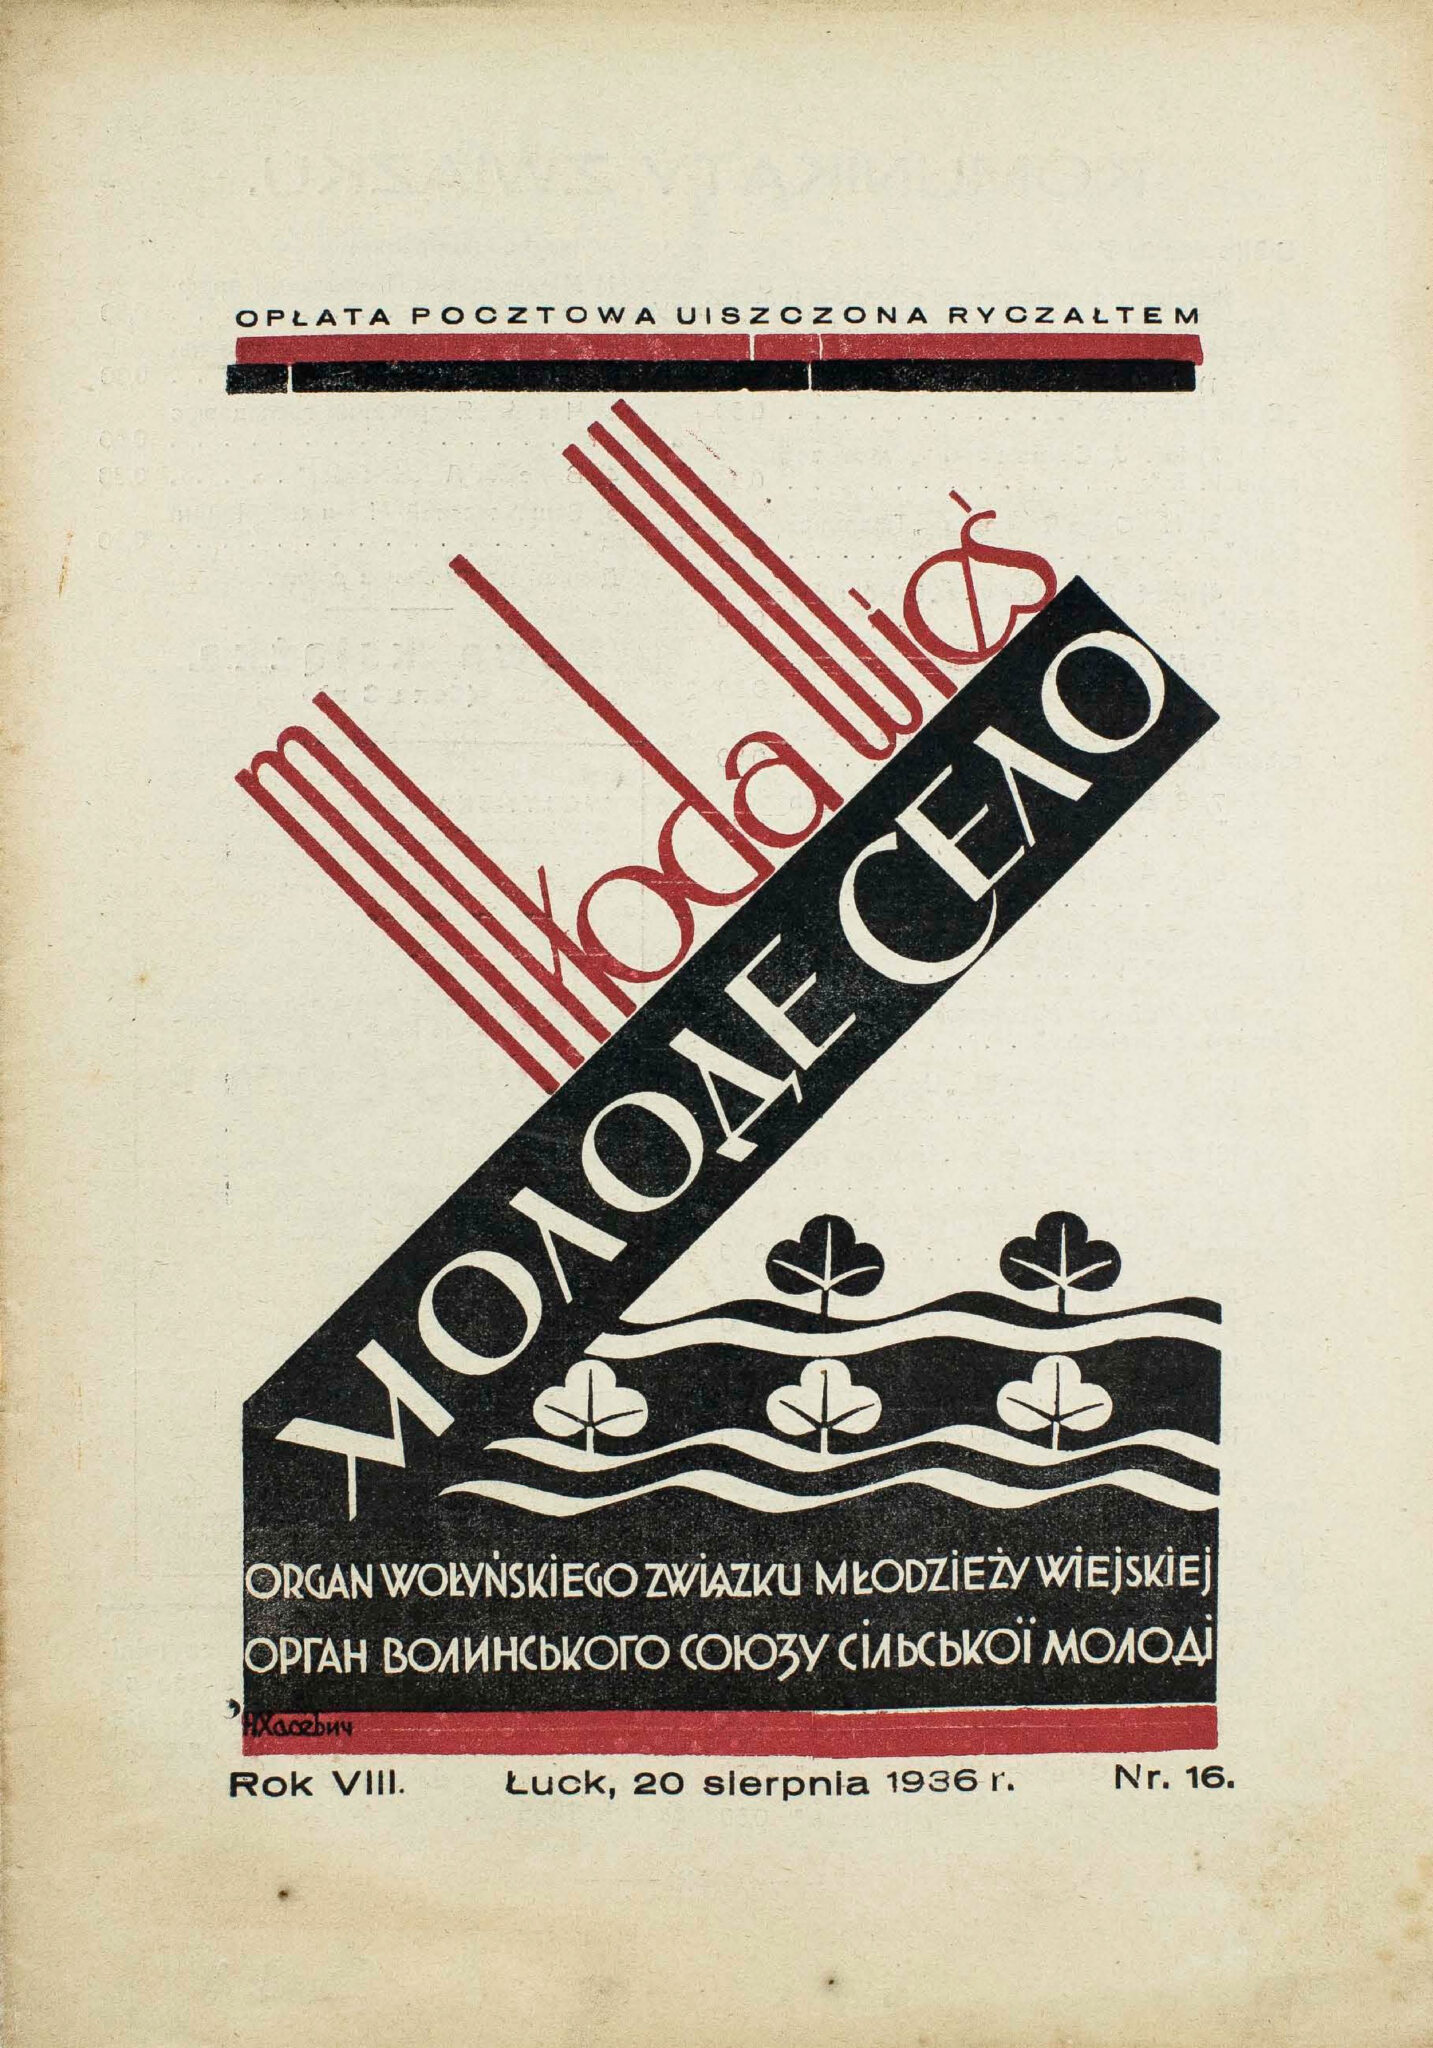 OPŁATA POCZTOWA UISZCZONA RYCZAŁTEM
młoda wieś
МОЛОДЕ СЕЛО
ORGAN WOŁYŃSKIEGO ZWIĄZKU MŁODZIEŻY WIEJSKIEJ
ОРГАН ВОЛИНСЬКОГО СОЮЗУ СІЛЬСЬКОЇ МОЛОДІ
НХасевич
Rok VIII. Łuck, 20 sierpnia 1936 r. Nr. 16.